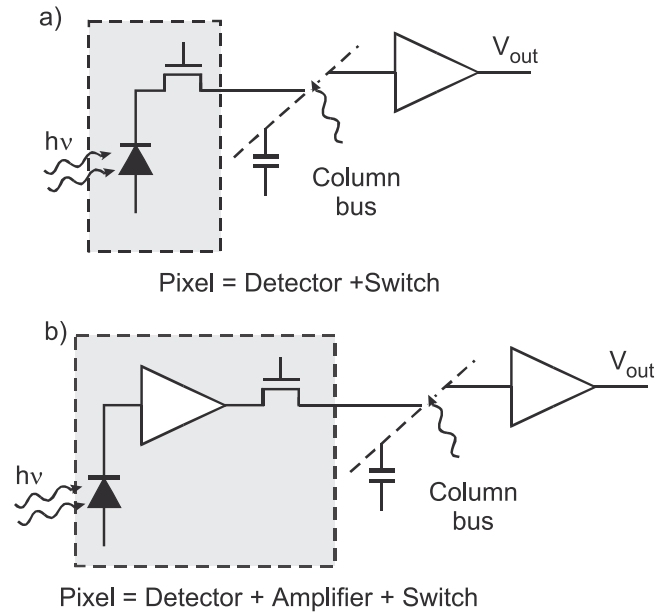 a)
V_out
hν
Column
bus
Pixel = Detector +Switch
b)
V_out
hν
Column
bus
Pixel = Detector + Amplifier + Switch